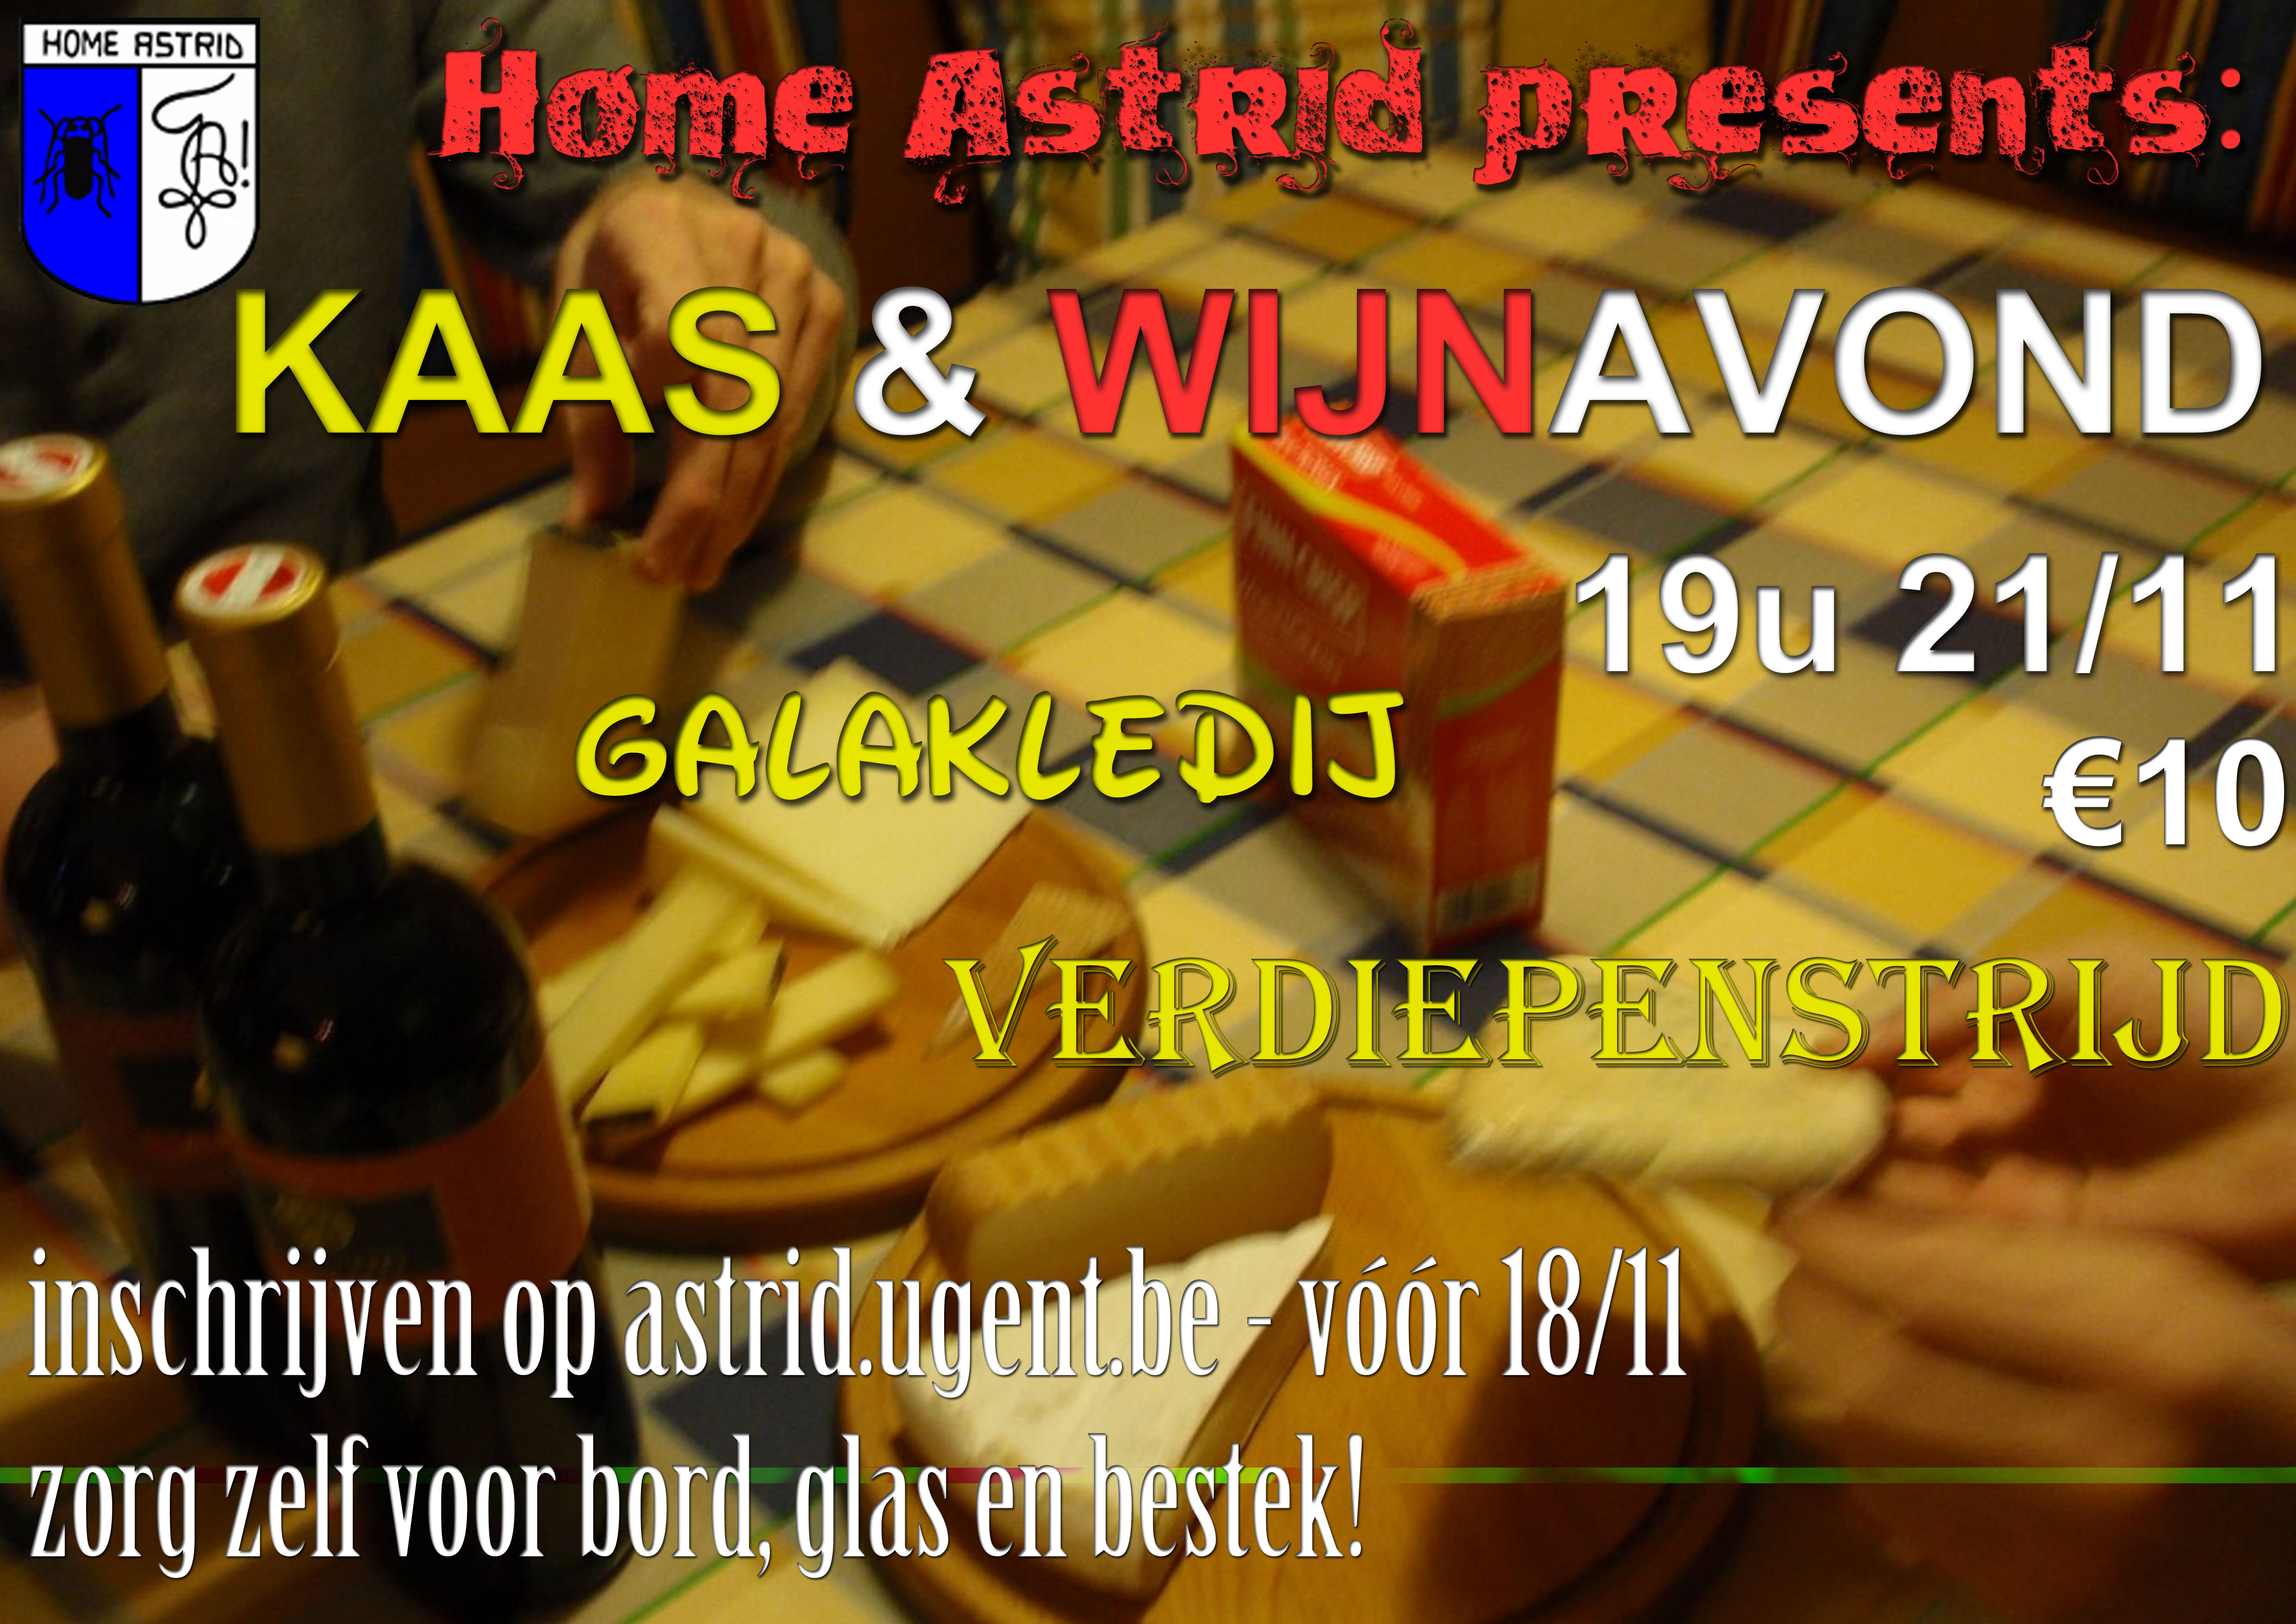 HOME ASTRID
Home Astrid presents:
KAAS & WIJNAVOND
19u 21/11
€10
GALAKLEDIJ
VERDIEPENSTRIJD
inschrijven op astrid.ugent.be - vóór 18/11
zorg zelf voor bord, glas en bestek!